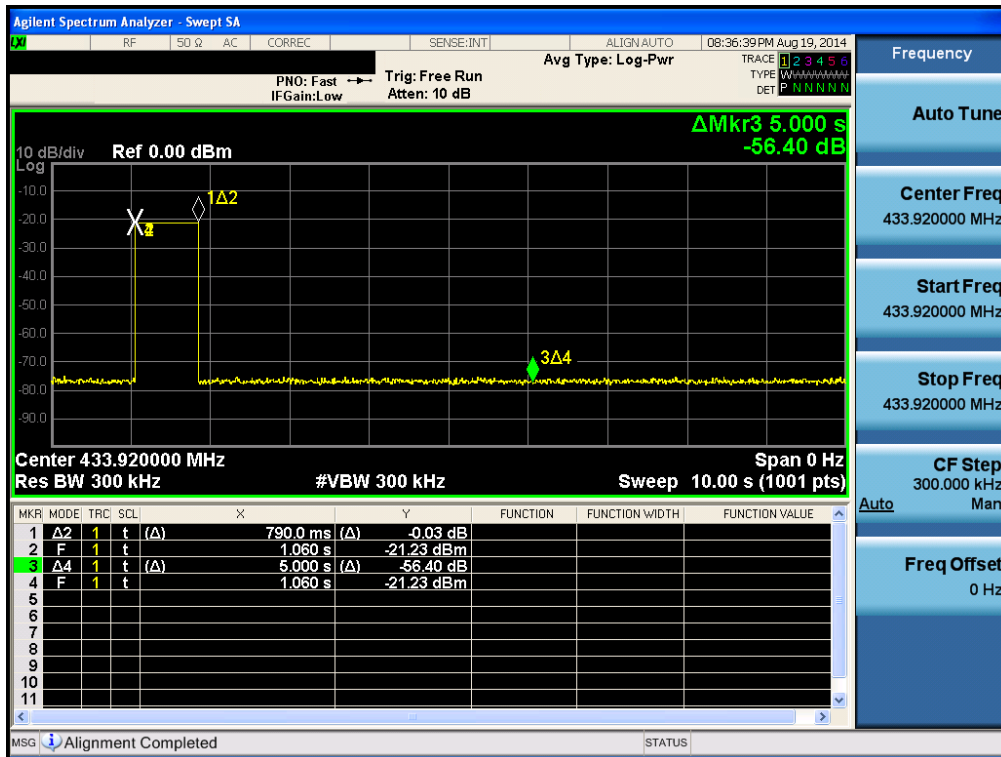 Agilent Spectrum Analyzer - Swept SA
LXI RF 50 Ω AC CORREC SENSE:INT ALIGN AUTO 08:36:39 PM Aug 19, 2014
PNO: Fast
IFGain:Low
Trig: Free Run
Atten: 10 dB
Avg Type: Log-Pwr
TRACE 1 2 3 4 5 6
TYPE
DET P N N N N N
ΔMkr3 5.000 s
-56.40 dB
10 dB/div Ref 0.00 dBm
Log
-10.0
-20.0
-30.0
-40.0
-50.0
-60.0
-70.0
-80.0
-90.0
1Δ2
3Δ4
Center 433.920000 MHz Span 0 Hz
Res BW 300 kHz #VBW 300 kHz Sweep 10.00 s (1001 pts)
MKR MODE TRC SCL X Y FUNCTION FUNCTION WIDTH FUNCTION VALUE
1 Δ2 1 t (Δ) 790.0 ms (Δ) -0.03 dB
2 F 1 t 1.060 s -21.23 dBm
3 Δ4 1 t (Δ) 5.000 s (Δ) -56.40 dB
4 F 1 t 1.060 s -21.23 dBm
5
6
7
8
9
10
11
MSG Alignment Completed STATUS
Frequency
Auto Tune
Center Freq
433.920000 MHz
Start Freq
433.920000 MHz
Stop Freq
433.920000 MHz
CF Step
300.000 kHz
Auto Man
Freq Offset
0 Hz